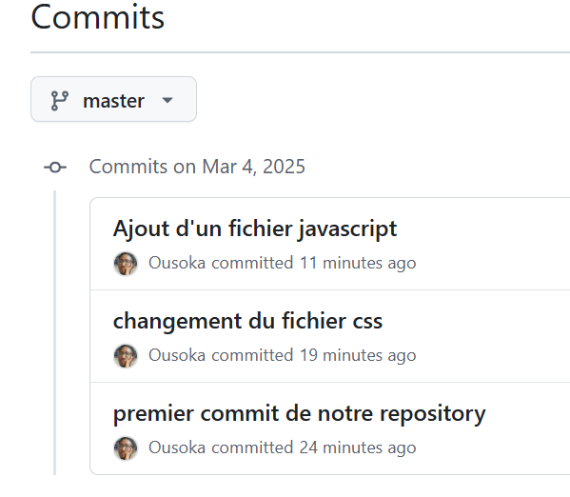 Commits
master
Commits on Mar 4, 2025
Ajout d'un fichier javascript
Ousoka committed 11 minutes ago
changement du fichier css
Ousoka committed 19 minutes ago
premier commit de notre repository
Ousoka committed 24 minutes ago